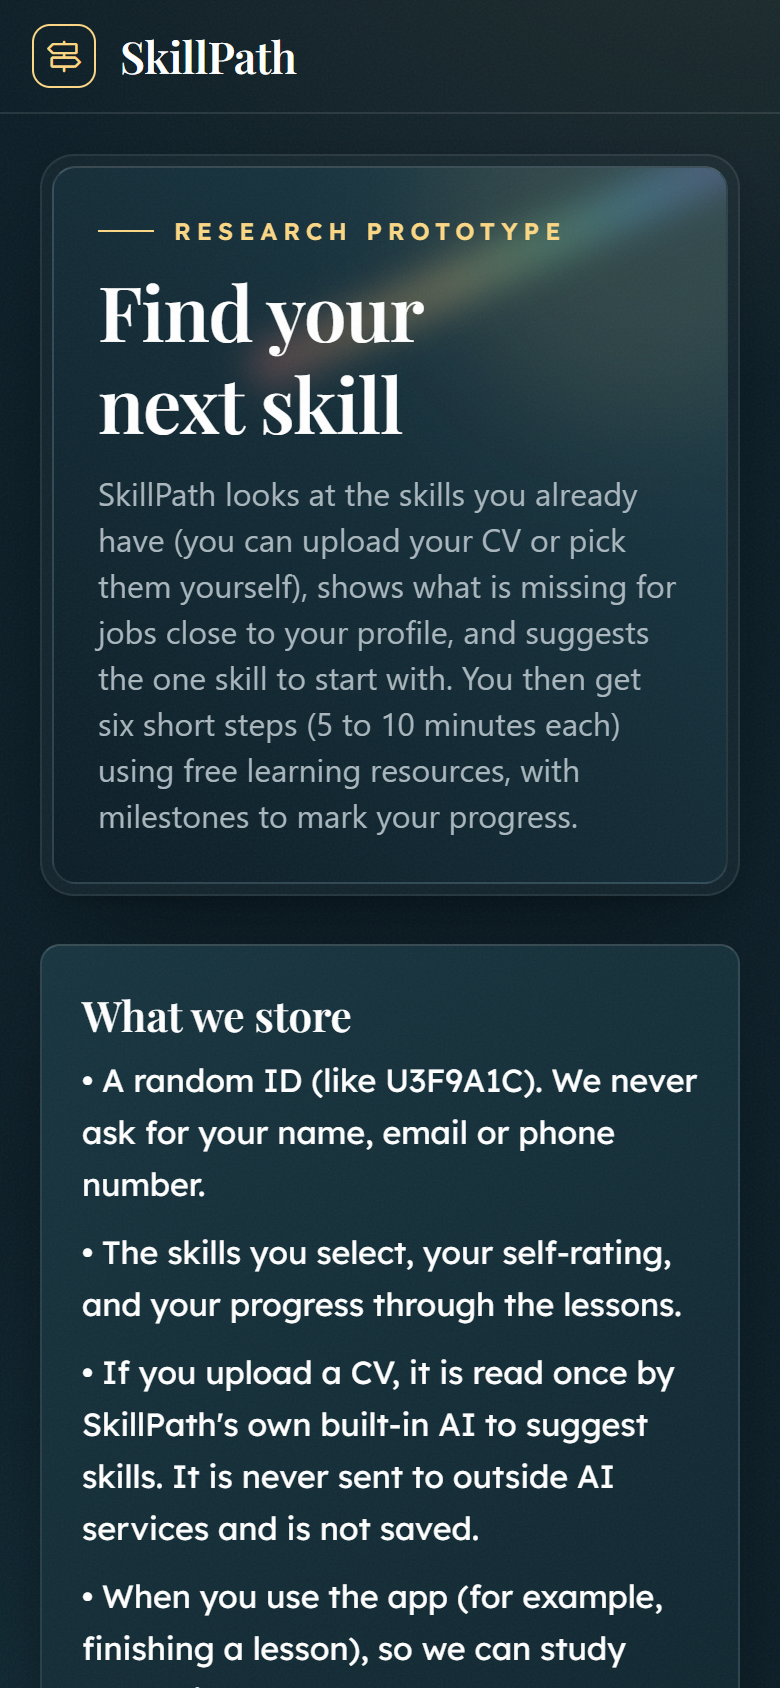 SkillPath
RESEARCH PROTOTYPE
Find your
next skill
SkillPath looks at the skills you already
have (you can upload your CV or pick
them yourself), shows what is missing for
jobs close to your profile, and suggests
the one skill to start with. You then get
six short steps (5 to 10 minutes each)
using free learning resources, with
milestones to mark your progress.
What we store
• A random ID (like U3F9A1C). We never
ask for your name, email or phone
number.
• The skills you select, your self-rating,
and your progress through the lessons.
• If you upload a CV, it is read once by
SkillPath's own built-in AI to suggest
skills. It is never sent to outside AI
services and is not saved.
• When you use the app (for example,
finishing a lesson), so we can study